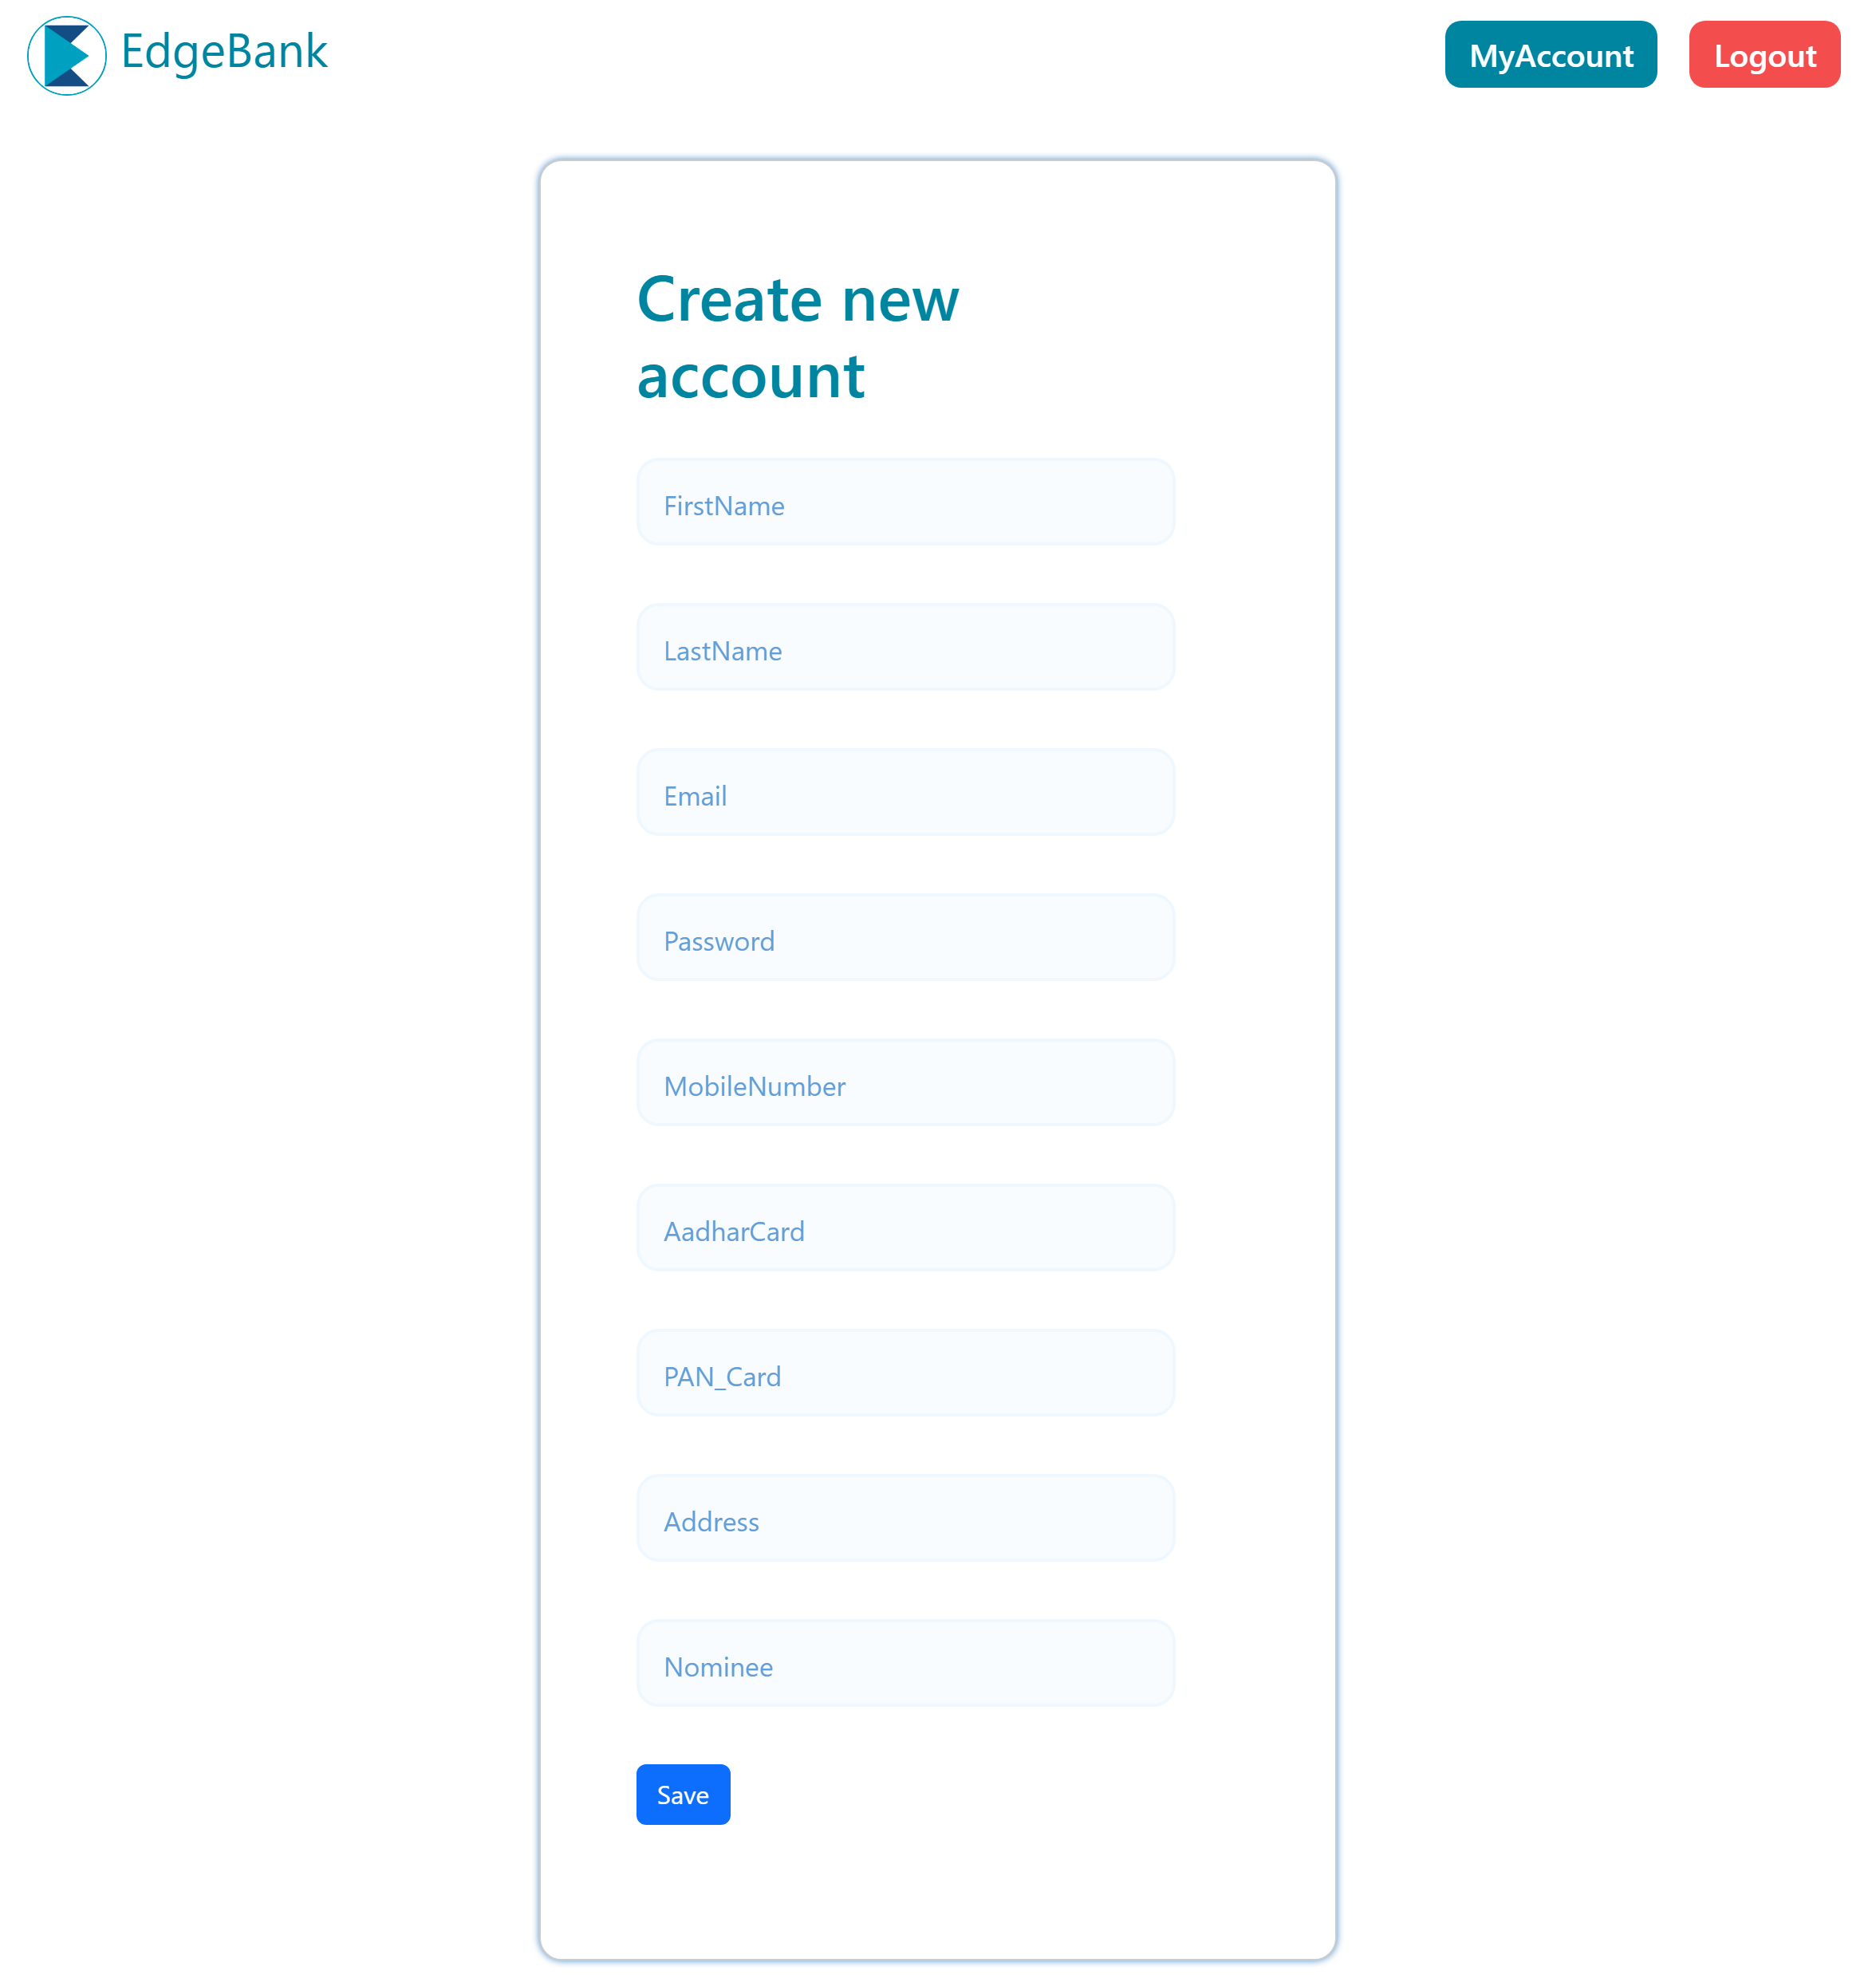 EdgeBank
MyAccount
Logout
Create new
account
FirstName
LastName
Email
Password
MobileNumber
AadharCard
PAN_Card
Address
Nominee
Save